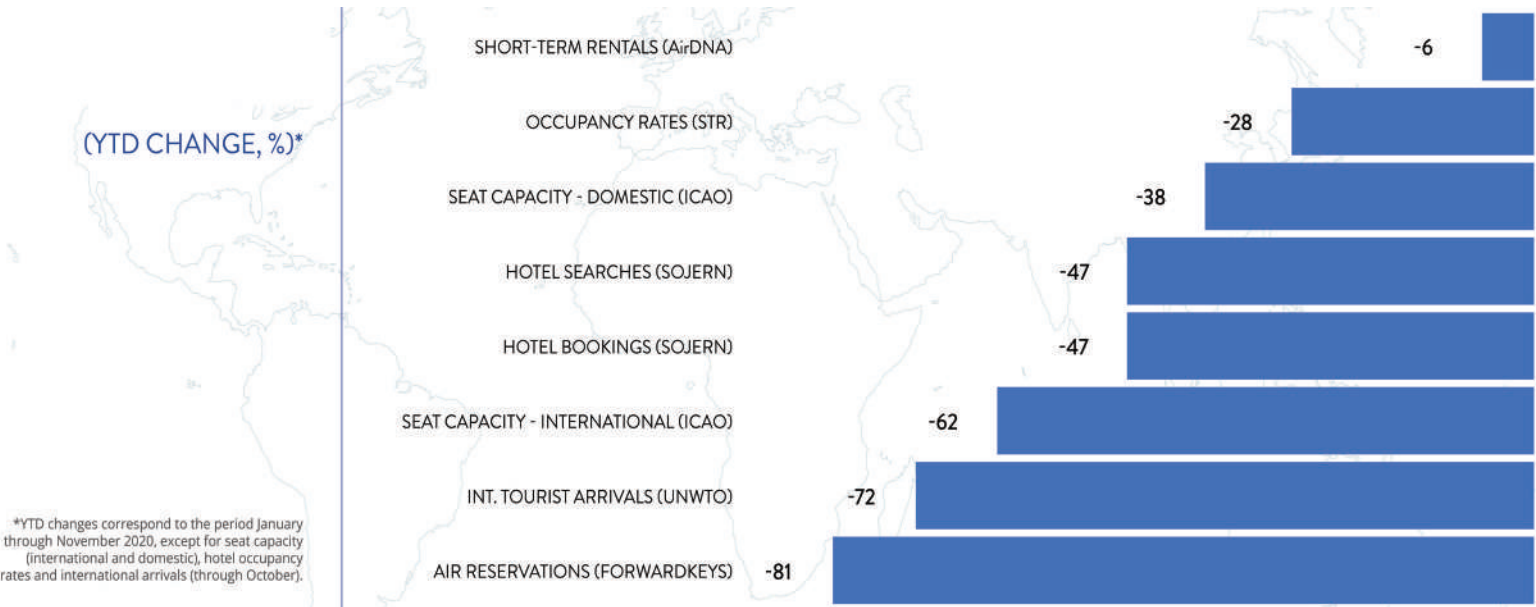 (YTD CHANGE, %)*
SHORT-TERM RENTALS (AirDNA) -6
OCCUPANCY RATES (STR) -28
SEAT CAPACITY - DOMESTIC (ICAO) -38
HOTEL SEARCHES (SOJERN) -47
HOTEL BOOKINGS (SOJERN) -47
SEAT CAPACITY - INTERNATIONAL (ICAO) -62
INT. TOURIST ARRIVALS (UNWTO) -72
AIR RESERVATIONS (FORWARDKEYS) -81
*YTD changes correspond to the period January
through November 2020, except for seat capacity
(international and domestic), hotel occupancy
rates and international arrivals (through October).